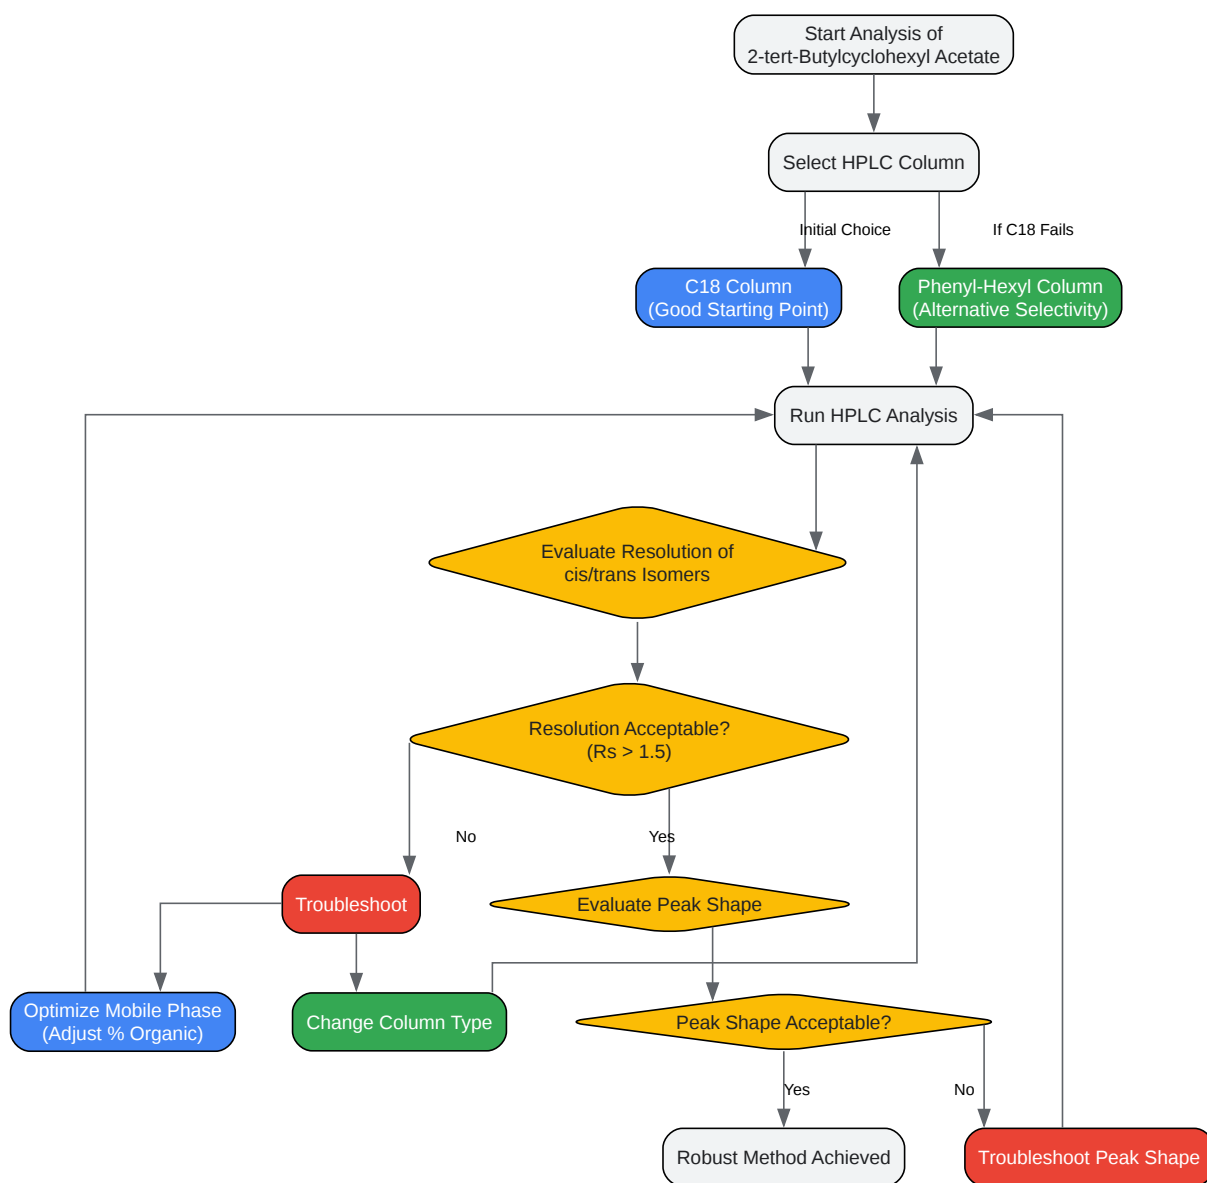 Start Analysis of
2-tert-Butylcyclohexyl Acetate
Select HPLC Column
Initial Choice
If C18 Fails
C18 Column
(Good Starting Point)
Phenyl-Hexyl Column
(Alternative Selectivity)
Run HPLC Analysis
Evaluate Resolution of
cis/trans Isomers
Resolution Acceptable?
(Rs > 1.5)
No
Yes
Troubleshoot
Evaluate Peak Shape
Optimize Mobile Phase
(Adjust % Organic)
Change Column Type
Peak Shape Acceptable?
Yes
No
Robust Method Achieved
Troubleshoot Peak Shape